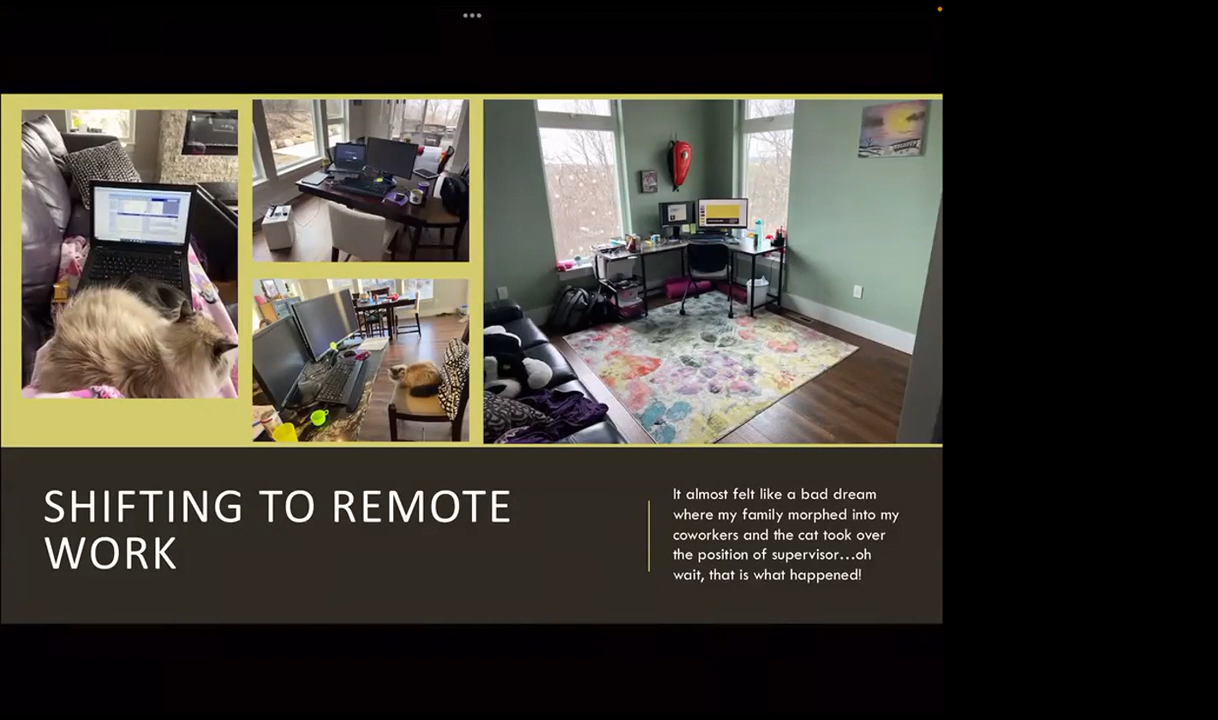 SHIFTING TO REMOTE
WORK
It almost felt like a bad dream
where my family morphed into my
coworkers and the cat took over
the position of supervisor...oh
wait, that is what happened!